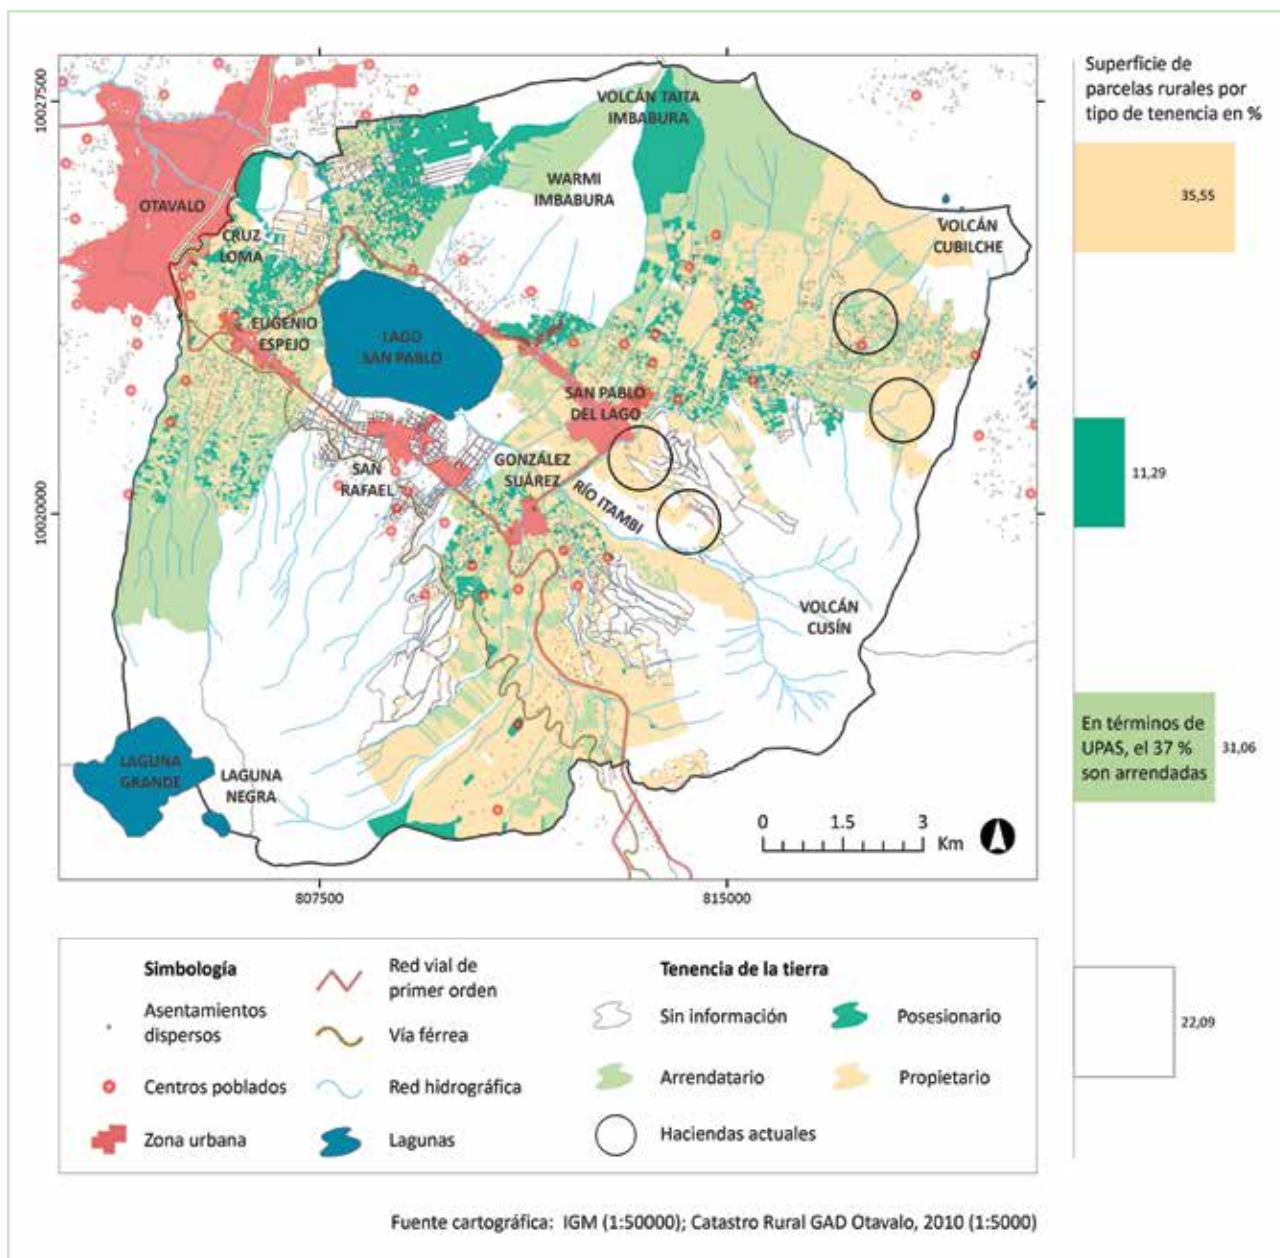 Superficie de
parcelas rurales por
tipo de tenencia en %
35,55
11,29
En términos de
UPAS, el 37 %
son arrendadas
31,06
22,09
10027500
10020000
VOLCÁN TAITA
IMBABURA
WARMI
IMBABURA
OTAVALO
CRUZ
LOMA
VOLCÁN
CUBILCHE
EUGENIO
ESPEJO
LAGO
SAN PABLO
SAN PABLO
DEL LAGO
SAN
RAFAEL
GONZÁLEZ
SUÁREZ
RÍO ITAMBI
VOLCÁN
CUSÍN
LAGUNA
GRANDE
LAGUNA
NEGRA
0 1.5 3
Km
807500
815000
Simbología
Asentamientos
dispersos
Centros poblados
Zona urbana
Red vial de
primer orden
Vía férrea
Red hidrográfica
Lagunas
Tenencia de la tierra
Sin información
Posesionario
Arrendatario
Propietario
Haciendas actuales
Fuente cartográfica: IGM (1:50000); Catastro Rural GAD Otavalo, 2010 (1:5000)